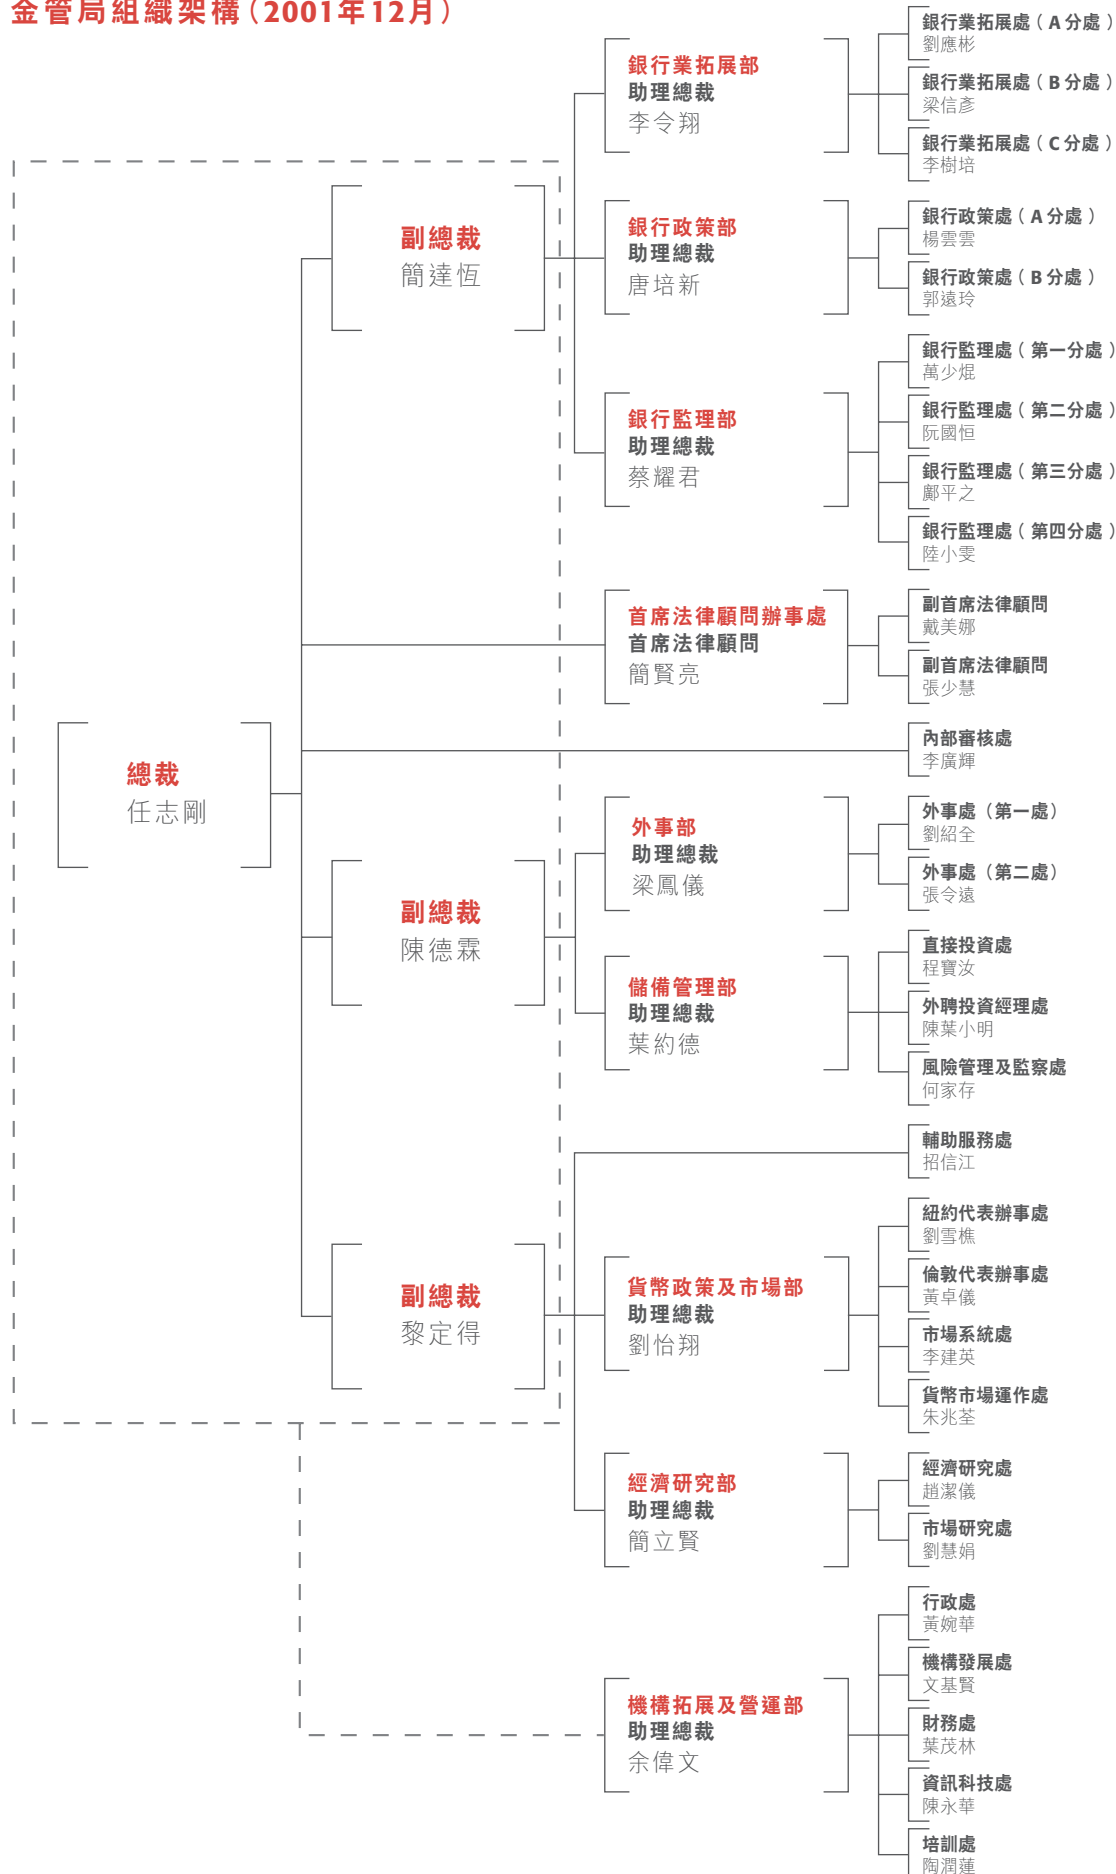 金管局組織架構（2001年12月）
總裁
任志剛
副總裁
簡達恆
銀行業拓展部
助理總裁
李令翔
銀行業拓展處（A分處）
劉應彬
銀行業拓展處（B分處）
梁信彥
銀行業拓展處（C分處）
李樹培
銀行政策部
助理總裁
唐培新
銀行政策處（A分處）
楊雲雲
銀行政策處（B分處）
郭遠玲
銀行監理部
助理總裁
蔡耀君
銀行監理處（第一分處）
萬少焜
銀行監理處（第二分處）
阮國恒
銀行監理處（第三分處）
鄺平之
銀行監理處（第四分處）
陸小雯
首席法律顧問辦事處
首席法律顧問
簡賢亮
副首席法律顧問
戴美娜
副首席法律顧問
張少慧
內部審核處
李廣輝
副總裁
陳德霖
外事部
助理總裁
梁鳳儀
外事處（第一處）
劉紹全
外事處（第二處）
張令遠
儲備管理部
助理總裁
葉約德
直接投資處
程寶汝
外聘投資經理處
陳葉小明
風險管理及監察處
何家存
副總裁
黎定得
輔助服務處
招信江
貨幣政策及市場部
助理總裁
劉怡翔
紐約代表辦事處
劉雪樵
倫敦代表辦事處
黃卓儀
市場系統處
李建英
貨幣市場運作處
朱兆荃
經濟研究部
助理總裁
簡立賢
經濟研究處
趙潔儀
市場研究處
劉慧娟
機構拓展及營運部
助理總裁
余偉文
行政處
黃婉華
機構發展處
文基賢
財務處
葉茂林
資訊科技處
陳永華
培訓處
陶潤蓮